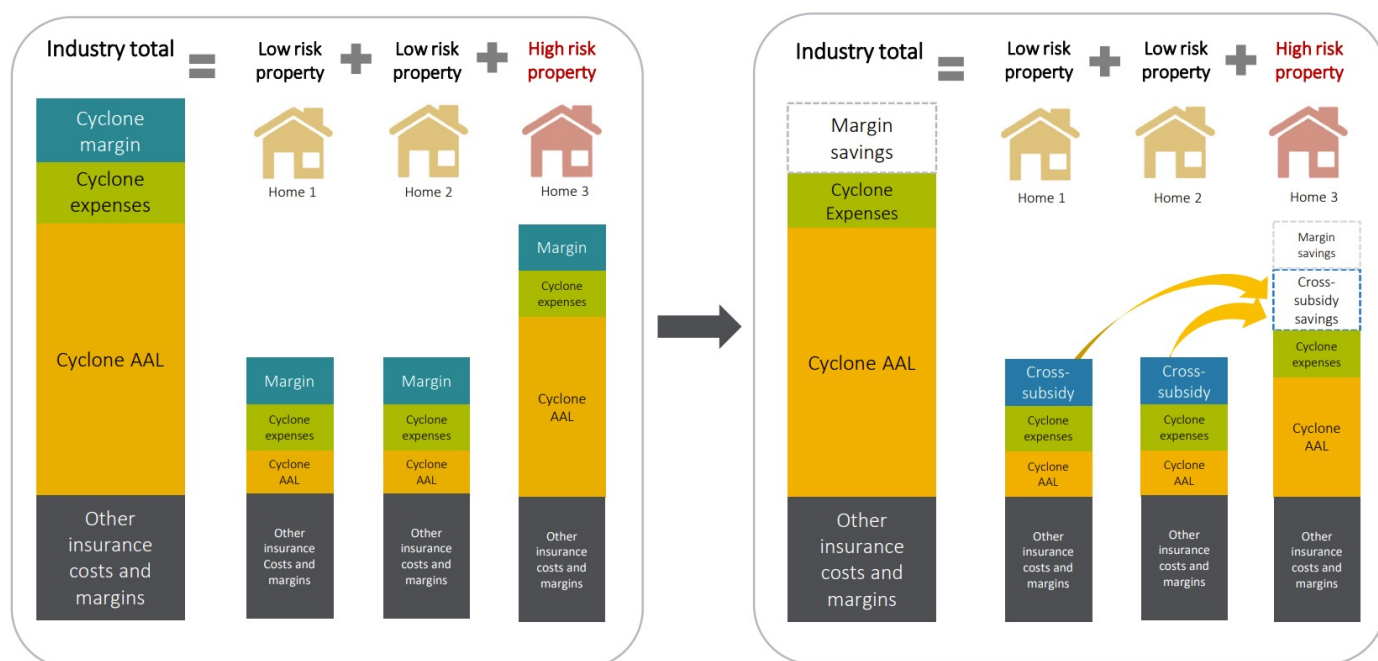 Industry total
=
Low risk
property
+
Low risk
property
+
High risk
property
Cyclone
margin
Cyclone
expenses
Cyclone AAL
Other
insurance
costs and
margins
Home 1
Home 2
Home 3
Margin
Cyclone
expenses
Cyclone
AAL
Other
insurance
Costs and
margins
Margin
Cyclone
expenses
Cyclone
AAL
Other
insurance
costs and
margins
Margin
Cyclone
expenses
Cyclone
AAL
Other
insurance
costs and
margins
Industry total
=
Low risk
property
+
Low risk
property
+
High risk
property
Margin
savings
Cyclone
Expenses
Cyclone AAL
Other
insurance
costs and
margins
Home 1
Home 2
Home 3
Cross-
subsidy
Cyclone
expenses
Cyclone
AAL
Other
insurance
costs and
margins
Cross-
subsidy
Cyclone
expenses
Cyclone
AAL
Other
insurance
costs and
margins
Margin
savings
Cross-
subsidy
savings
Cyclone
expenses
Cyclone
AAL
Other
insurance
costs and
margins